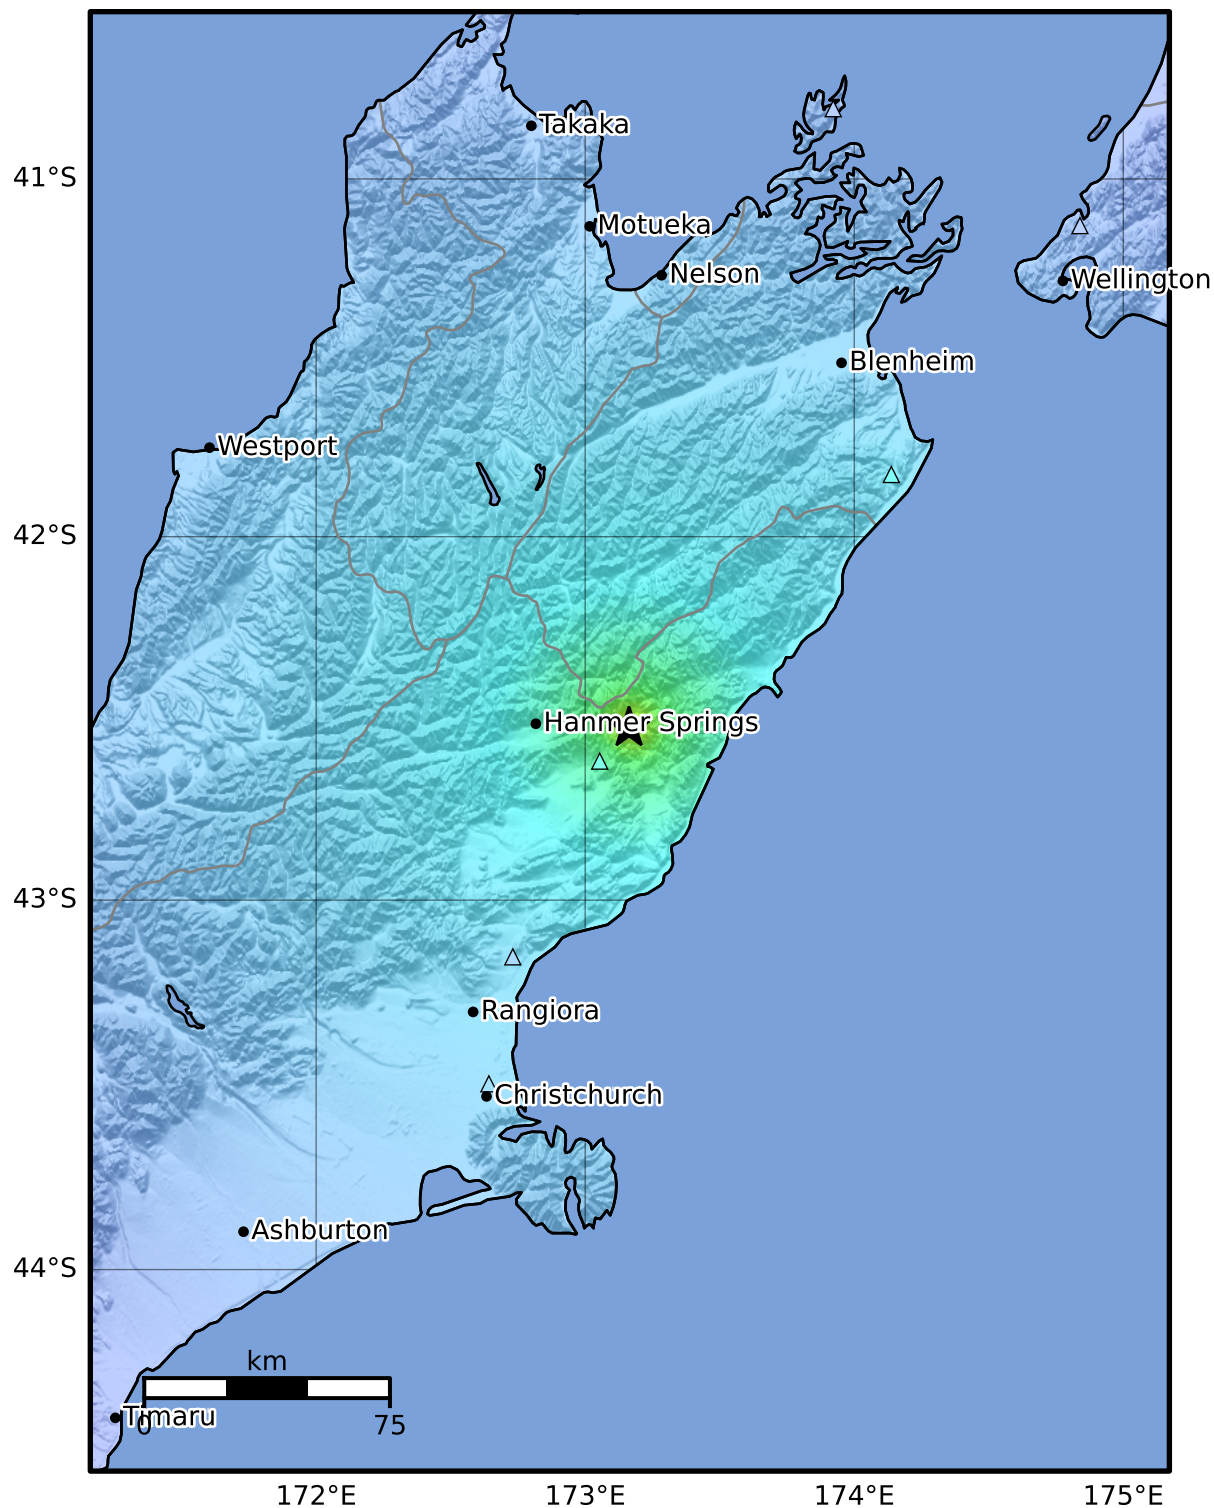 Takaka
41°S
Motueka
Nelson
Wellington
Blenheim
Westport
42°S
Hanmer Springs
43°S
Rangiora
Christchurch
Ashburton
44°S
km
Timaru
0
75
172°E
173°E
174°E
175°E